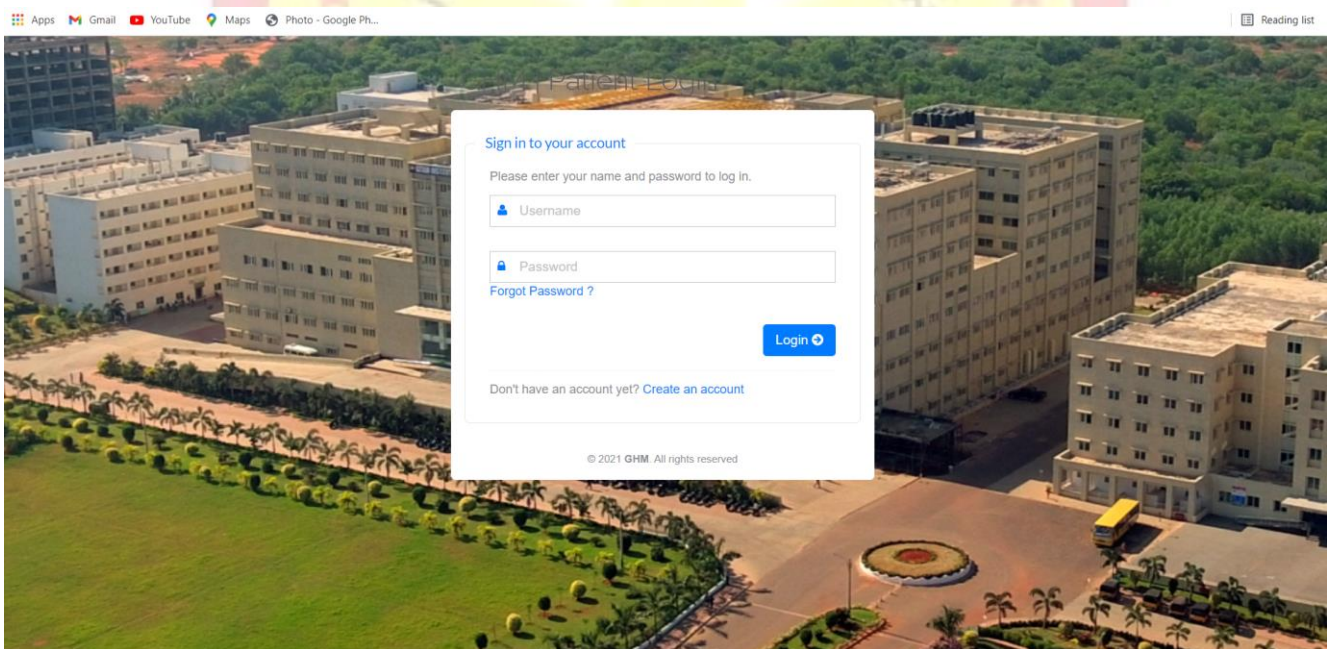 Apps Gmail YouTube Maps Photo - Google Ph... Reading list
Patient Login
Sign in to your account
Please enter your name and password to log in.
Username
Password
Forgot Password ?
Login
Don't have an account yet? Create an account
© 2021 GHM. All rights reserved